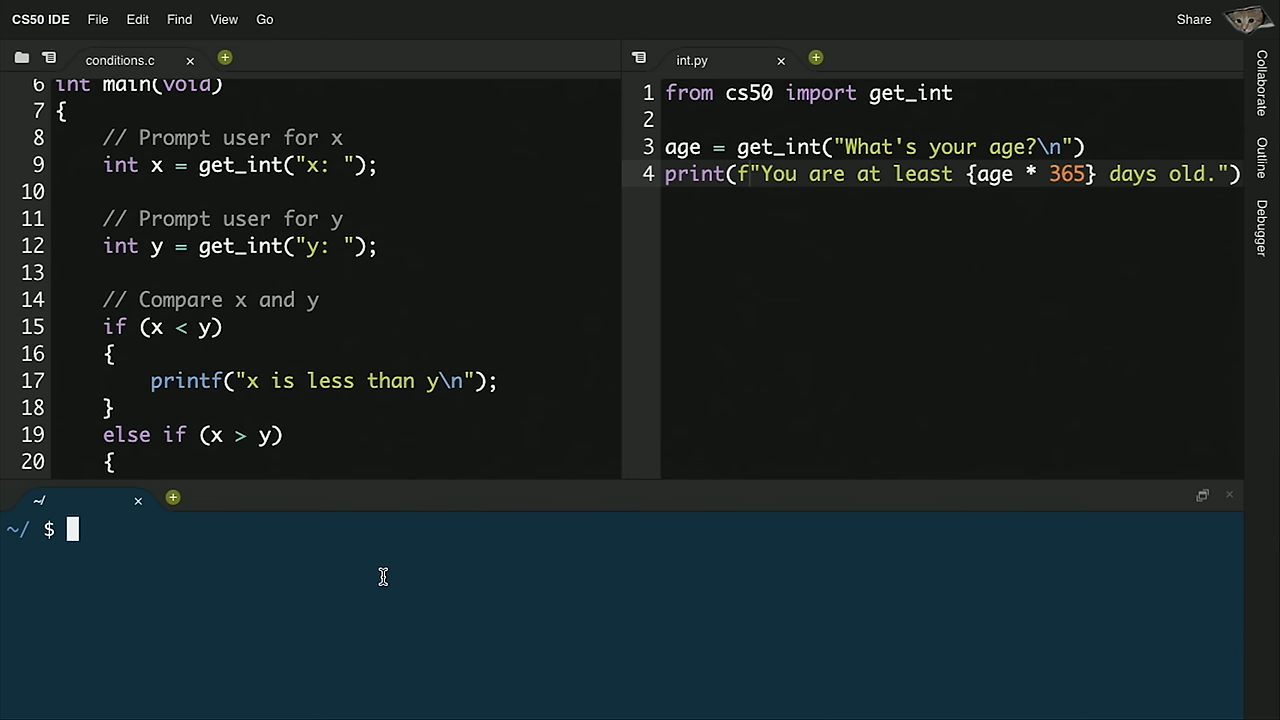 CS50 IDE File Edit Find View Go Share
conditions.c
6 int main(void)
7 {
8 // Prompt user for x
9 int x = get_int("x: ");
10
11 // Prompt user for y
12 int y = get_int("y: ");
13
14 // Compare x and y
15 if (x < y)
16 {
17 printf("x is less than y\n");
18 }
19 else if (x > y)
20 {
int.py
1 from cs50 import get_int
2
3 age = get_int("What's your age?\n")
4 print(f"You are at least {age * 365} days old.")
Collaborate
Outline
Debugger
~/
~/ $